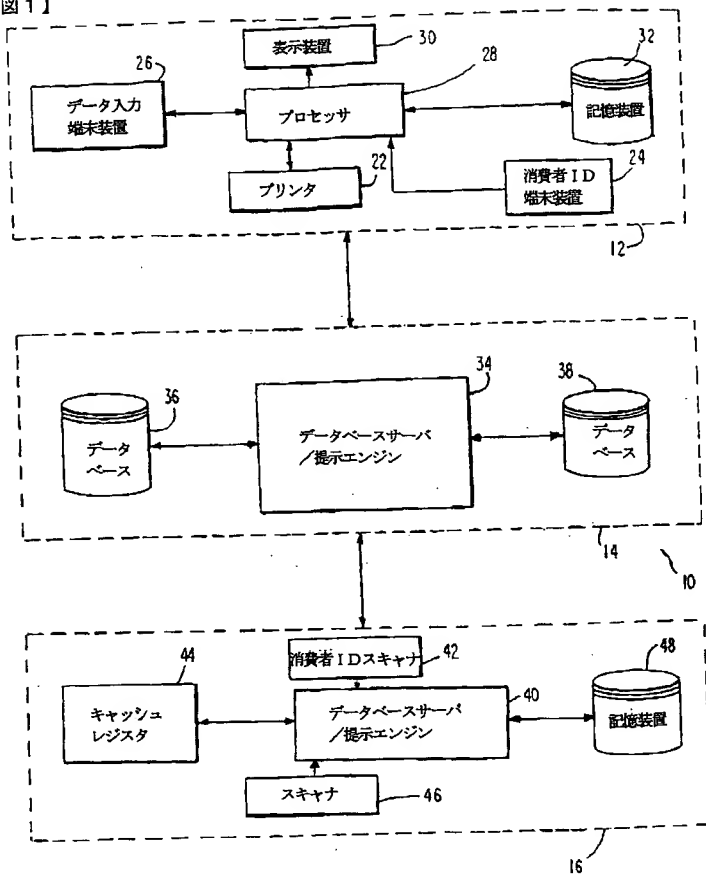 図1】
表示装置
30
26
データ入力
端末装置
28
プロセッサ
32
記憶装置
プリンタ
22
消費者ID
端末装置
24
12
34
36
データ
ベース
データベースサーバ
/提示エンジン
38
データ
ベース
14
10
消費者IDスキャナ
42
44
キャッシュ
レジスタ
データベースサーバ
/提示エンジン
40
48
記憶装置
スキャナ
46
16